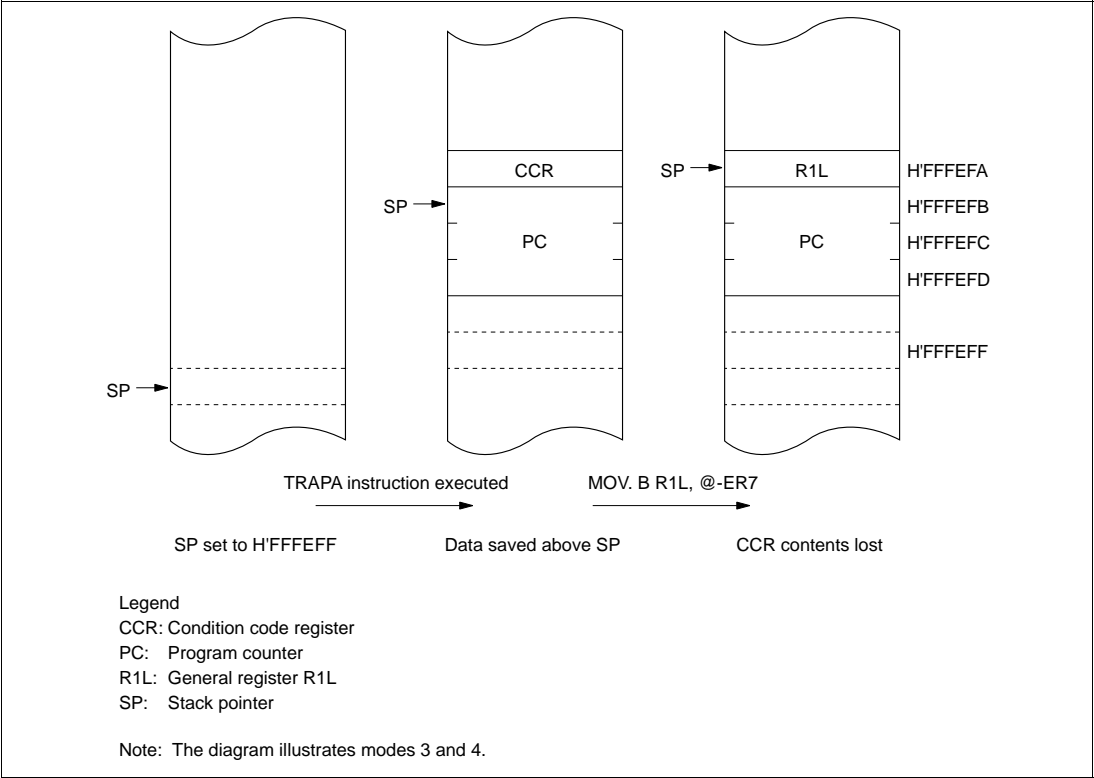 CCR
SP
R1L
H'FFFEFA
SP
H'FFFEFB
PC
PC
H'FFFEFC
H'FFFEFD
H'FFFEFF
SP
TRAPA instruction executed
MOV. B R1L, @-ER7
SP set to H'FFFEFF
Data saved above SP
CCR contents lost
Legend
CCR: Condition code register
PC: Program counter
R1L: General register R1L
SP: Stack pointer
Note: The diagram illustrates modes 3 and 4.